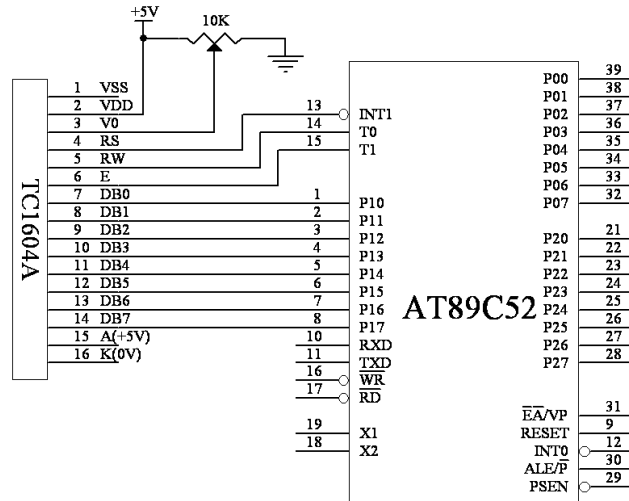 +5V
10K
TC1604A
1 VSS
2 VDD
3 V0
4 RS
5 RW
6 E
7 DB0
8 DB1
9 DB2
10 DB3
11 DB4
12 DB5
13 DB6
14 DB7
15 A(+5V)
16 K(0V)
13 INT1
14 T0
15 T1
1 P10
2 P11
3 P12
4 P13
5 P14
6 P15
7 P16
8 P17
10 RXD
11 TXD
16 WR
17 RD
19 X1
18 X2
AT89C52
P00 39
P01 38
P02 37
P03 36
P04 35
P05 34
P06 33
P07 32
P20 21
P21 22
P22 23
P23 24
P24 25
P25 26
P26 27
P27 28
EA/VP 31
RESET 9
INT0 12
ALE/P 30
PSEN 29